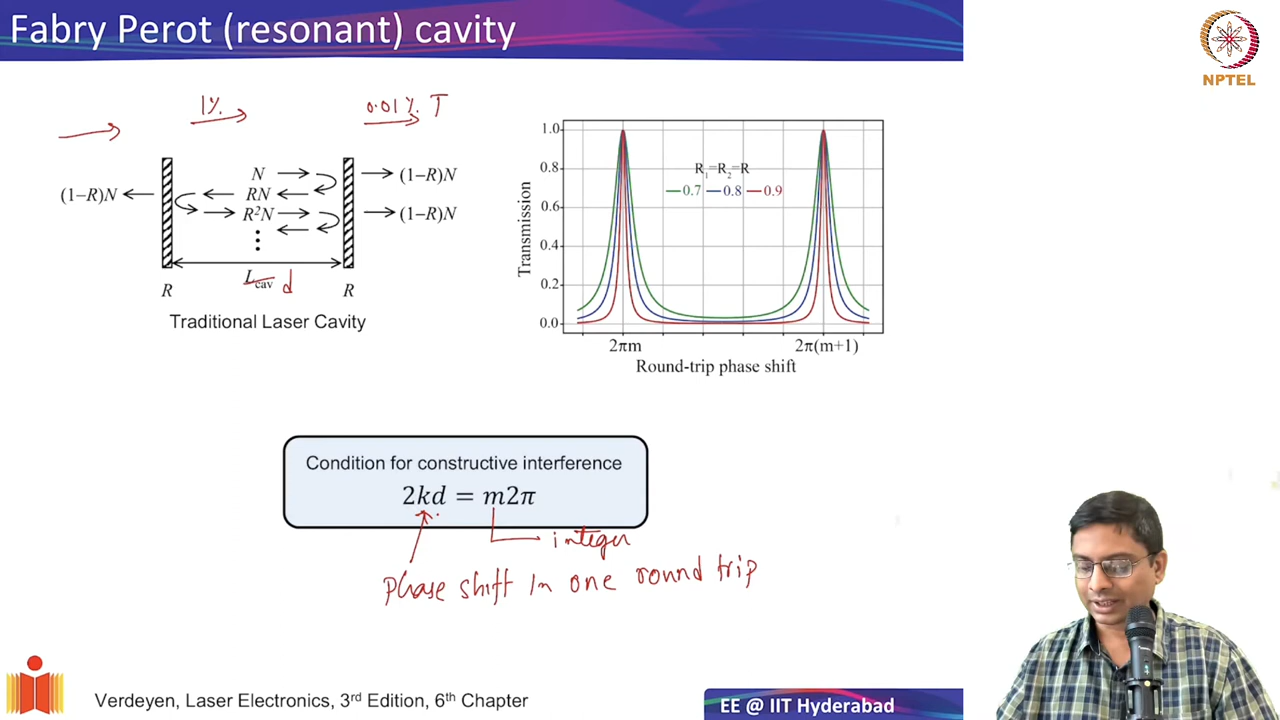 Fabry Perot (resonant) cavity
NPTEL
1%
0.01% T
N
(1−R)N
(1−R)N
RN
R²N
(1−R)N
⋮
Lcav d
R
R
Traditional Laser Cavity
Transmission
1.0
0.8
0.6
0.4
0.2
0.0
R1=R2=R
0.7 0.8 0.9
2πm
2π(m+1)
Round-trip phase shift
Condition for constructive interference
2kd = m2π
integer
phase shift in one round trip
Verdeyen, Laser Electronics, 3rd Edition, 6th Chapter
EE @ IIT Hyderabad